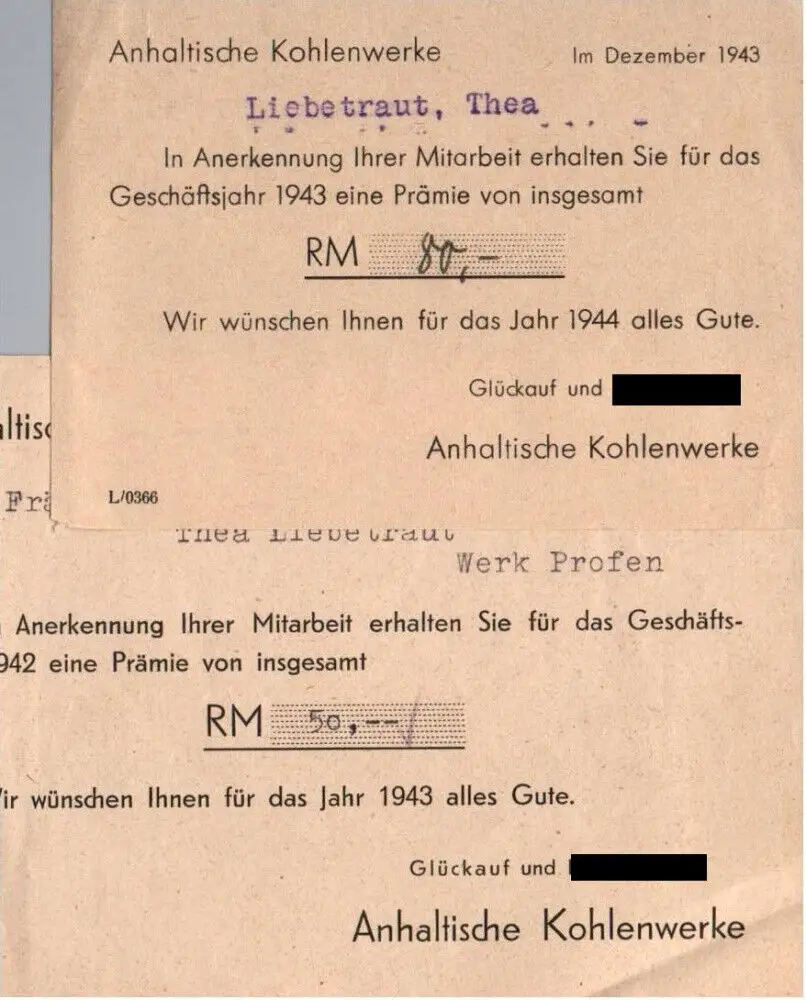 Anhaltische Kohlenwerke Im Dezember 1943
Liebetraut, Thea
In Anerkennung Ihrer Mitarbeit erhalten Sie für das
Geschäftsjahr 1943 eine Prämie von insgesamt
RM 80,-
Wir wünschen Ihnen für das Jahr 1944 alles Gute.
Glückauf und
Anhaltische Kohlenwerke
L/0366
altisc
Frä
Thea Liebetraut
Werk Profen
Anerkennung Ihrer Mitarbeit erhalten Sie für das Geschäfts-
942 eine Prämie von insgesamt
RM 50,--
ir wünschen Ihnen für das Jahr 1943 alles Gute.
Glückauf und
Anhaltische Kohlenwerke